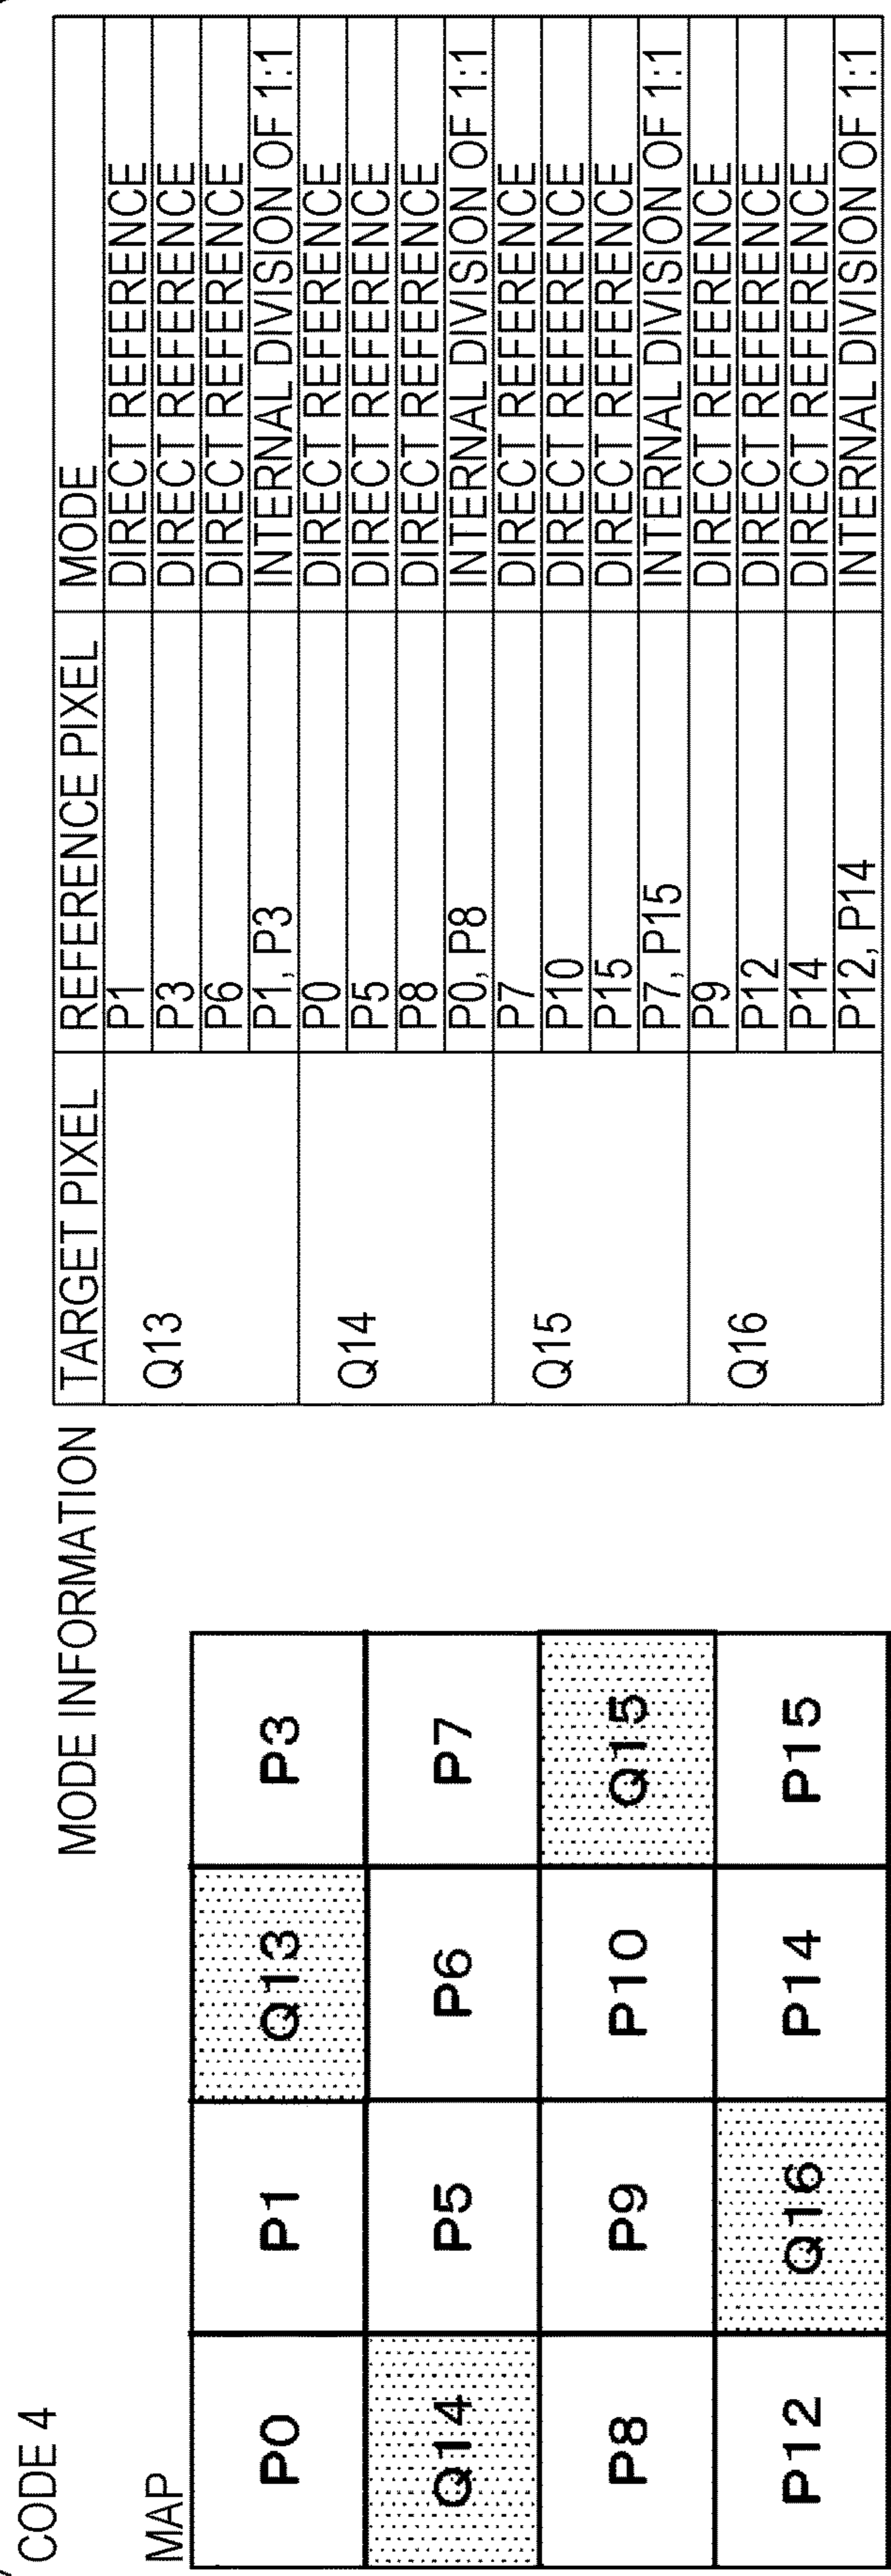 CODE 4
MAP
P0 P1 Q13 P3
Q14 P5 P6 P7
P8 P9 P10 Q15
P12 Q16 P14 P15
MODE INFORMATION
TARGET PIXEL REFERENCE PIXEL MODE
Q13 P1 DIRECT REFERENCE
P3 DIRECT REFERENCE
P6 DIRECT REFERENCE
P1, P3 INTERNAL DIVISION OF 1:1
Q14 P0 DIRECT REFERENCE
P5 DIRECT REFERENCE
P8 DIRECT REFERENCE
P0, P8 INTERNAL DIVISION OF 1:1
Q15 P7 DIRECT REFERENCE
P10 DIRECT REFERENCE
P15 DIRECT REFERENCE
P7, P15 INTERNAL DIVISION OF 1:1
Q16 P9 DIRECT REFERENCE
P12 DIRECT REFERENCE
P14 DIRECT REFERENCE
P12, P14 INTERNAL DIVISION OF 1:1